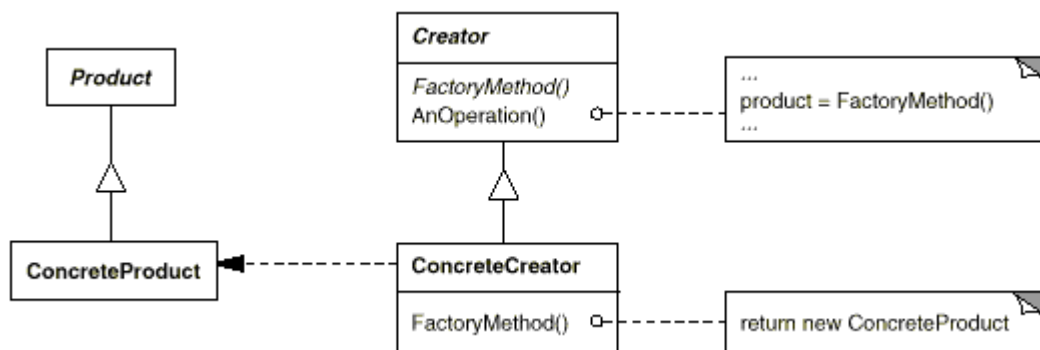 Product
ConcreteProduct
Creator
FactoryMethod()
AnOperation()
...
product = FactoryMethod()
...
ConcreteCreator
FactoryMethod()
return new ConcreteProduct